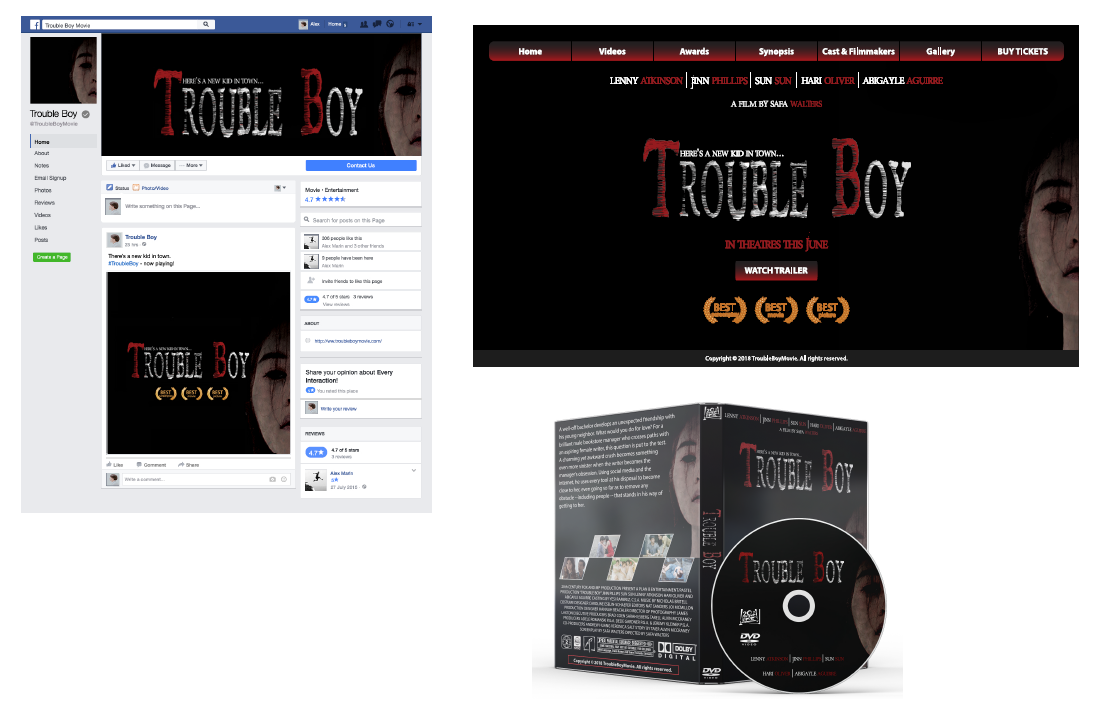 Trouble Boy Movie
Alex
Home
HERE'S A NEW KID IN TOWN...
TROUBLE BOY
Trouble Boy
@TroubleBoyMovie
Home
About
Notes
Email Signup
Photos
Reviews
Videos
Likes
Posts
Create a Page
Liked
Message
More
Contact Us
Status
Photo/Video
Write something on this Page...
Trouble Boy
23 hrs
There's a new kid in town.
#TroubleBoy - now playing!
HERE'S A NEW KID IN TOWN...
TROUBLE BOY
BEST BEST BEST
Like Comment Share
Write a comment...
Movie • Entertainment
4.7
Search for posts on this Page
206 people like this
Alex Marin and 3 other friends
9 people have been here
Alex Marin
Invite friends to like this page
4.7 of 5 stars 3 reviews
View reviews
ABOUT
http://ww.troubleboymovie.com/
Share your opinion about Every
Interaction!
You rated this place
Write your review
REVIEWS
4.7
4.7 of 5 stars
3 reviews
Alex Marin
5
27 July 2015
Home Videos Awards Synopsis Cast & Filmmakers Gallery BUY TICKETS
LENNY ATKINSON JINN PHILLIPS SUN SUN HARI OLIVER ABIGAYLE AGUIRRE
A FILM BY SAFA WALTERS
HERE'S A NEW KID IN TOWN...
TROUBLE BOY
IN THEATRES THIS JUNE
WATCH TRAILER
BEST screenplay BEST movie BEST picture
Copyright © 2018 TroubleBoyMovie. All rights reserved.
A well-off bachelor develops an unexpected friendship with
his young neighbor. What would you do for love? For a
brilliant male bookstore manager who crosses paths with
an aspiring female writer, this question is put to the test.
A charming yet awkward crush becomes something
ever more sinister when the writer becomes the
manager's obsession. Using social media and the
internet, he uses every tool at his disposal to become
close to her, even going so far as to remove any
obstacle --including people -- that stands in his way of
getting to her.
DOLBY
DIGITAL
Copyright © 2018 TroubleBoyMovie. All rights reserved.
TROUBLE BOY
DVD
VIDEO
LENNY ATKINSON JINN PHILLIPS SUN SUN HARI OLIVER ABIGAYLE
A FILM BY SAFA WALTERS
HERE'S A NEW KID IN TOWN...
TROUBLE BOY
TROUBLE BOY
DVD
VIDEO
LENNY ATKINSON JINN PHILLIPS SUN SUN
HARI OLIVER ABIGAYLE AGUIRRE